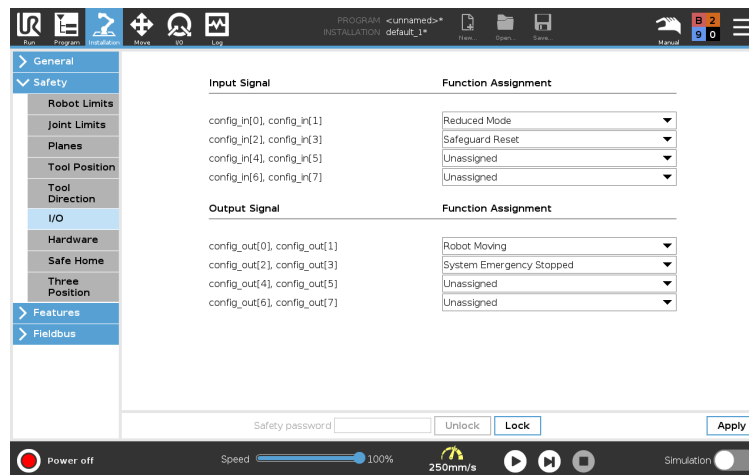 UR
Run
Program
Installation
Move
I/O
Log
PROGRAM <unnamed>*
INSTALLATION default_1*
New...
Open...
Save...
Manual
B 2
9 0
General
Safety
Robot Limits
Joint Limits
Planes
Tool Position
Tool
Direction
I/O
Hardware
Safe Home
Three
Position
Features
Fieldbus
Input Signal Function Assignment
config_in[0], config_in[1] Reduced Mode
config_in[2], config_in[3] Safeguard Reset
config_in[4], config_in[5] Unassigned
config_in[6], config_in[7] Unassigned
Output Signal Function Assignment
config_out[0], config_out[1] Robot Moving
config_out[2], config_out[3] System Emergency Stopped
config_out[4], config_out[5] Unassigned
config_out[6], config_out[7] Unassigned
Safety password Unlock Lock Apply
Power off Speed 100% 250mm/s Simulation